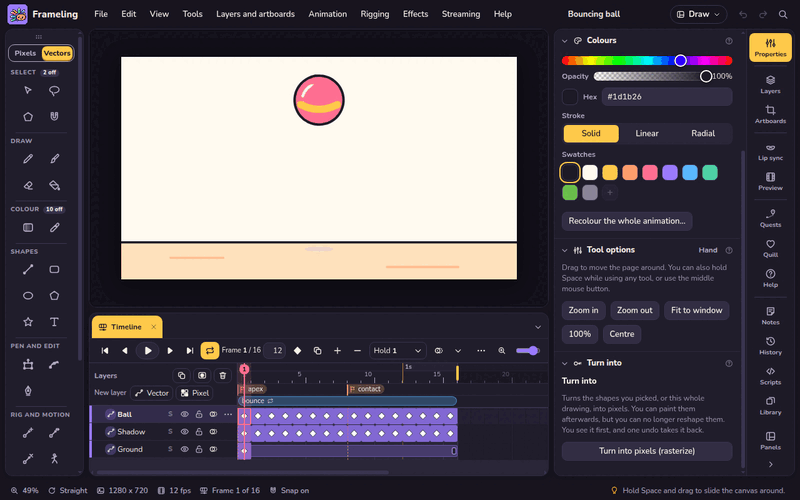 Frameling
File Edit View Tools Layers and artboards Animation Rigging Effects Streaming Help
Bouncing ball
Draw
Pixels Vectors
SELECT 2 off
DRAW
COLOUR 10 off
SHAPES
PEN AND EDIT
RIG AND MOTION
Timeline
Frame 1 / 16
12
Hold 1
Layers
New layer
Vector
Pixel
1
5
10
1s
15
20
apex
contact
bounce
Ball S
Shadow S
Ground S
Colours
Opacity
100%
Hex #1d1b26
Stroke
Solid Linear Radial
Swatches
Recolour the whole animation...
Tool options Hand
Drag to move the page around. You can also hold
Space while using any tool, or use the middle
mouse button.
Zoom in Zoom out Fit to window
100% Centre
Turn into
Turn into
Turns the shapes you picked, or this whole
drawing, into pixels. You can paint them
afterwards, but you can no longer reshape them.
You see it first, and one undo takes it back.
Turn into pixels (rasterize)
Properties
Layers
Artboards
Lip sync
Preview
Quests
Quill
Help
Notes
History
Scripts
Library
Panels
49% Straight 1280 x 720 12 fps Frame 1 of 16 Snap on
Hold Space and drag to slide the canvas around.